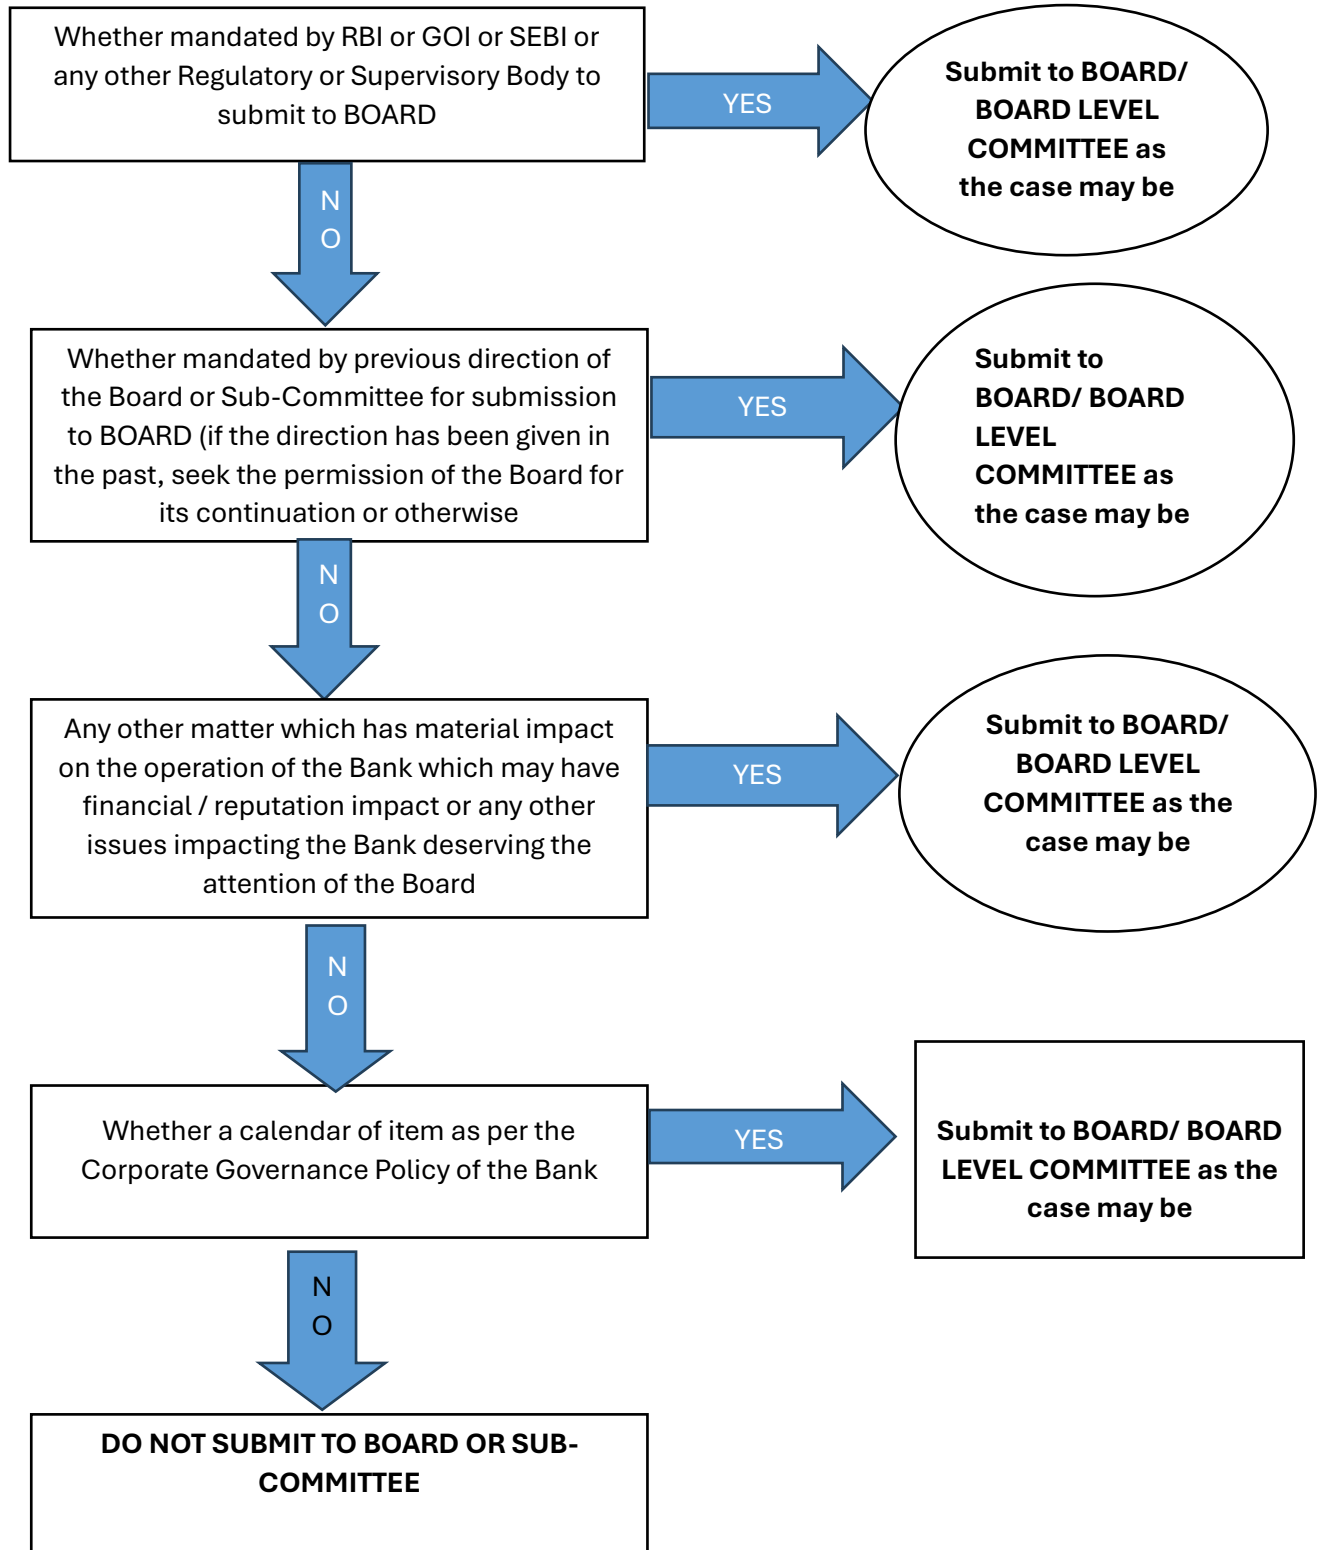 Whether mandated by RBI or GOI or SEBI or
any other Regulatory or Supervisory Body to
submit to BOARD
YES
Submit to BOARD/
BOARD LEVEL
COMMITTEE as
the case may be
N
O
Whether mandated by previous direction of
the Board or Sub-Committee for submission
to BOARD (if the direction has been given in
the past, seek the permission of the Board for
its continuation or otherwise
YES
Submit to
BOARD/ BOARD
LEVEL
COMMITTEE as
the case may be
N
O
Any other matter which has material impact
on the operation of the Bank which may have
financial / reputation impact or any other
issues impacting the Bank deserving the
attention of the Board
YES
Submit to BOARD/
BOARD LEVEL
COMMITTEE as the
case may be
N
O
Whether a calendar of item as per the
Corporate Governance Policy of the Bank
YES
Submit to BOARD/ BOARD
LEVEL COMMITTEE as the
case may be
N
O
DO NOT SUBMIT TO BOARD OR SUB-
COMMITTEE